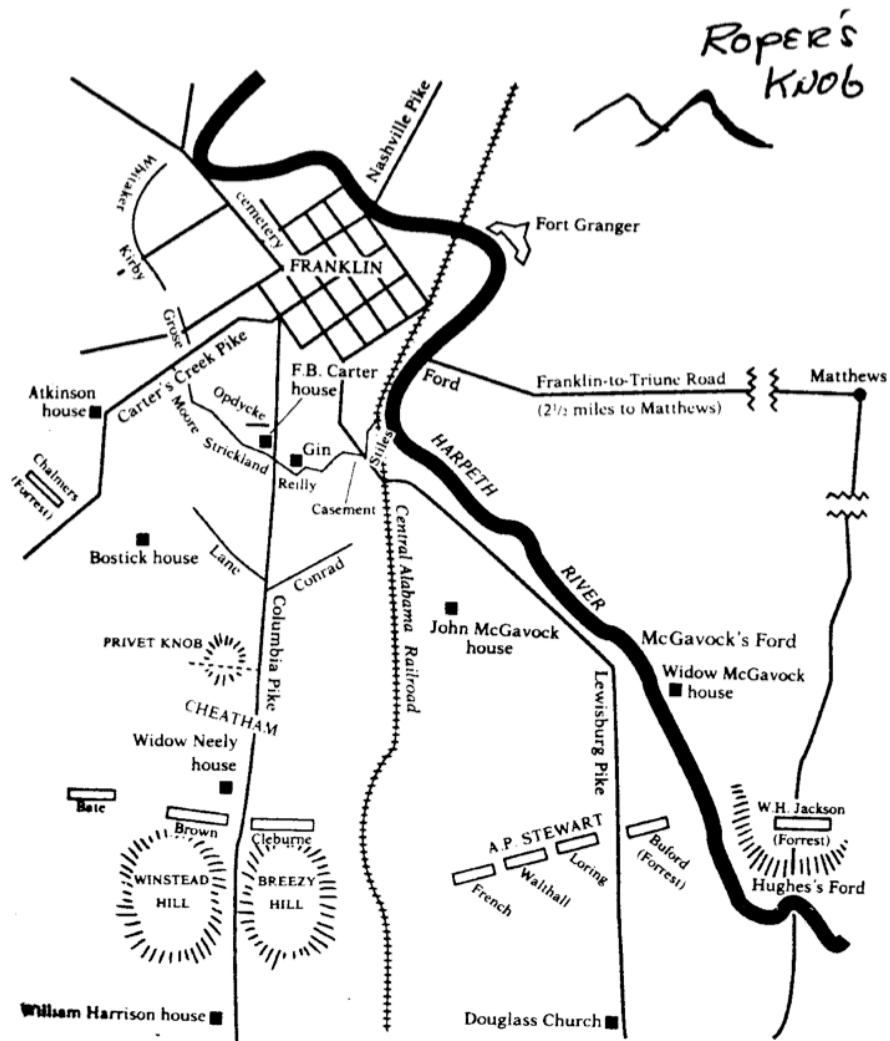 ROPER'S
KNOB
Nashville Pike
Whitaker
cemetery
Fort Granger
Kirby
FRANKLIN
Grose
Carter's Creek Pike
F.B. Carter
house
Ford
Franklin-to-Triune Road
(2½ miles to Matthews)
Matthews
Atkinson
house
Opdycke
Moore
Strickland
Gin
Reilly
Stiles
Casement
HARPETH
RIVER
Chalmers
(Forrest)
Bostick house
Lane
Conrad
Columbia Pike
Central Alabama Railroad
John McGavock
house
McGavock's Ford
Widow McGavock
house
PRIVET KNOB
CHEATHAM
Widow Neely
house
Lewisburg Pike
Bate
Brown
Cleburne
A.P. STEWART
French
Walthall
Loring
Buford
(Forrest)
W.H. Jackson
(Forrest)
Hughes's Ford
WINSTEAD
HILL
BREEZY
HILL
William Harrison house
Douglass Church